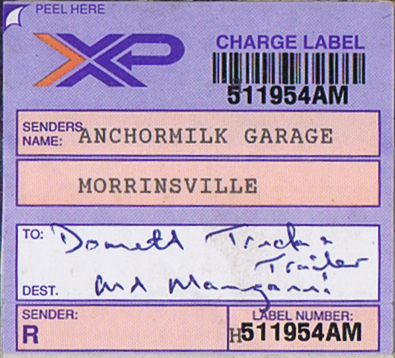 PEEL HERE
XP
CHARGE LABEL
511954AM
SENDERS NAME: ANCHORMILK GARAGE
MORRINSVILLE
TO: Domett Truck &
Trailer
DEST. Maunganui
SENDER:
R
LABEL NUMBER:
H511954AM